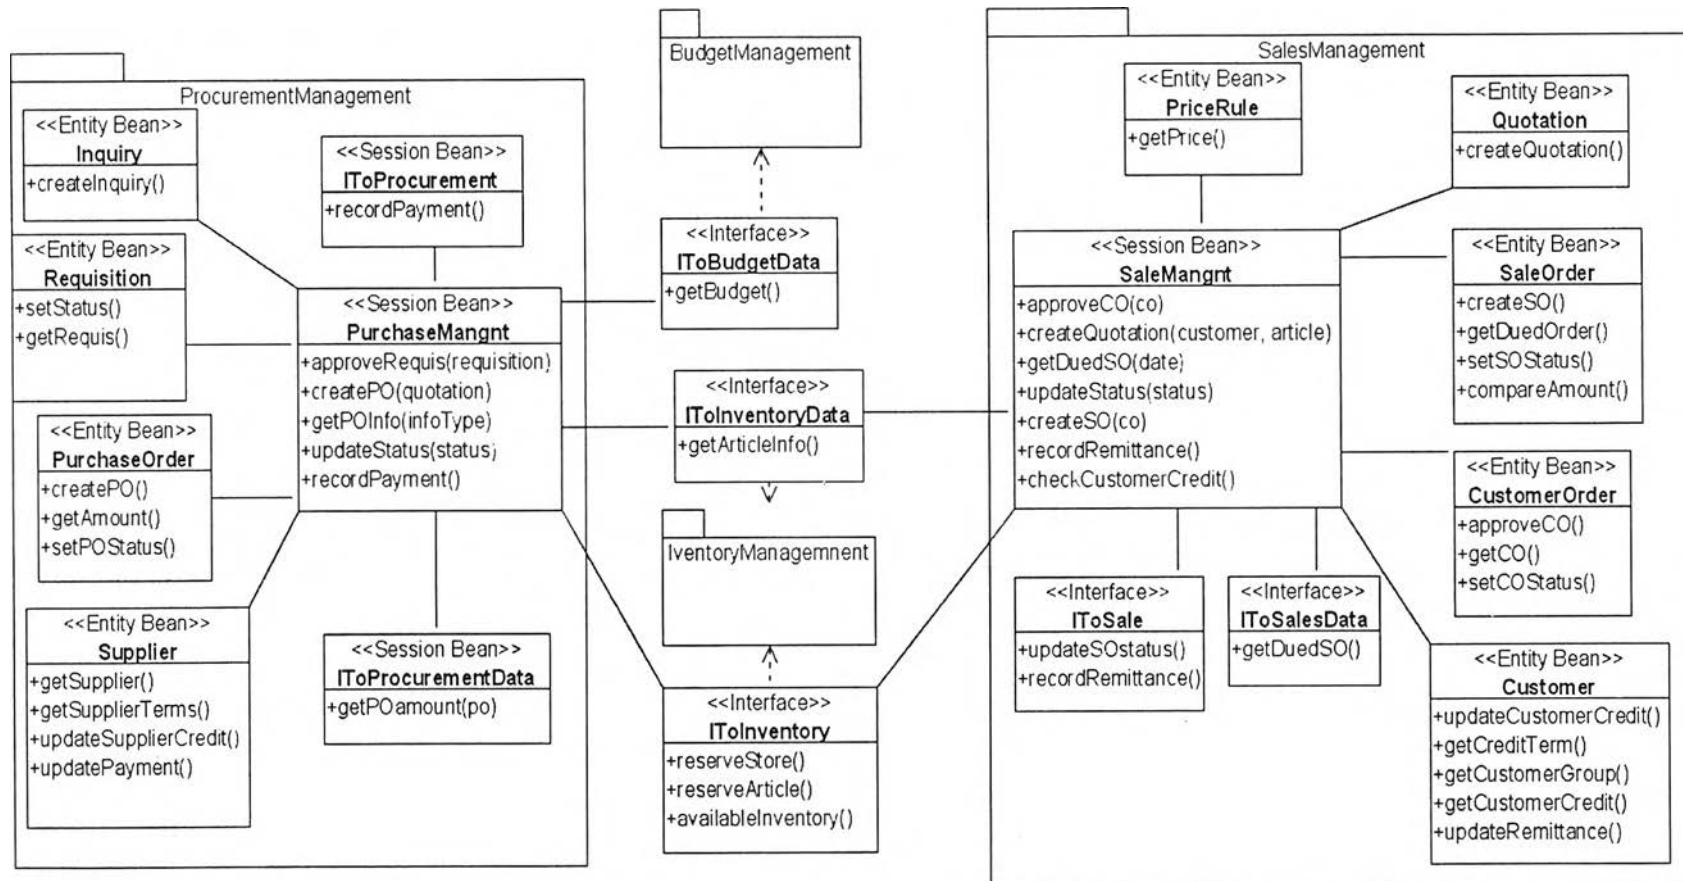 ProcurementManagement
<<Entity Bean>>
Inquiry
+createInquiry()
<<Session Bean>>
IToProcurement
+recordPayment()
<<Entity Bean>>
Requisition
+setStatus()
+getRequis()
<<Session Bean>>
PurchaseMangnt
+approveRequis(requisition)
+createPO(quotation)
+getPOInfo(infoType)
+updateStatus(status)
+recordPayment()
<<Entity Bean>>
PurchaseOrder
+createPO()
+getAmount()
+setPOStatus()
<<Entity Bean>>
Supplier
+getSupplier()
+getSupplierTerms()
+updateSupplierCredit()
+updatePayment()
<<Session Bean>>
IToProcurementData
+getPOamount(po)
BudgetManagement
<<Interface>>
IToBudgetData
+getBudget()
<<Interface>>
IToInventoryData
+getArticleInfo()
IventoryManagemnent
<<Interface>>
IToInventory
+reserveStore()
+reserveArticle()
+availableInventory()
SalesManagement
<<Entity Bean>>
PriceRule
+getPrice()
<<Entity Bean>>
Quotation
+createQuotation()
<<Session Bean>>
SaleMangnt
+approveCO(co)
+createQuotation(customer, article)
+getDuedSO(date)
+updateStatus(status)
+createSO(co)
+recordRemittance()
+checkCustomerCredit()
<<Entity Bean>>
SaleOrder
+createSO()
+getDuedOrder()
+setSOStatus()
+compareAmount()
<<Entity Bean>>
CustomerOrder
+approveCO()
+getCO()
+setCOStatus()
<<Interface>>
IToSale
+updateSOstatus()
+recordRemittance()
<<Interface>>
IToSalesData
+getDuedSO()
<<Entity Bean>>
Customer
+updateCustomerCredit()
+getCreditTerm()
+getCustomerGroup()
+getCustomerCredit()
+updateRemittance()